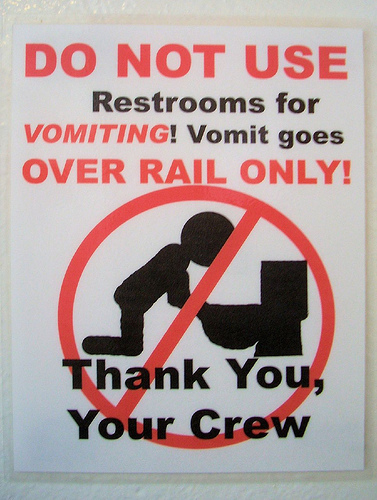 DO NOT USE
Restrooms for
VOMITING! Vomit goes
OVER RAIL ONLY!
Thank You,
Your Crew